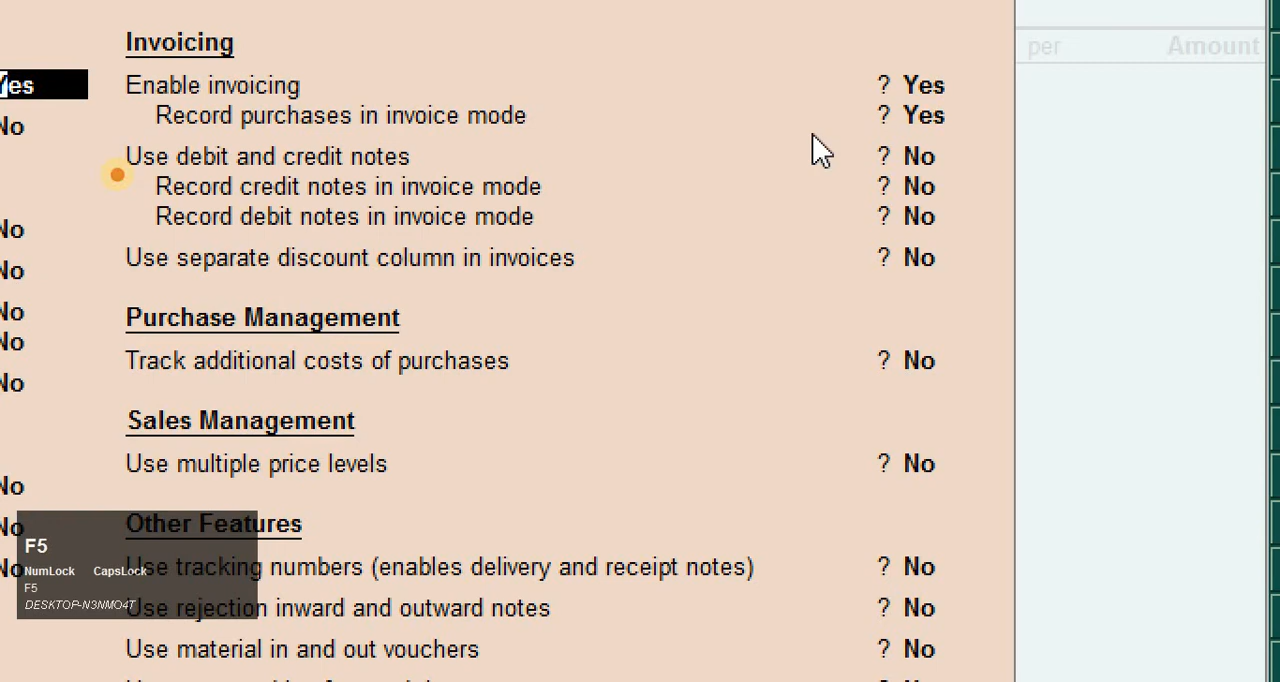 per Amount
Invoicing
Yes Enable invoicing ? Yes
Record purchases in invoice mode ? Yes
No
Use debit and credit notes ? No
Record credit notes in invoice mode ? No
Record debit notes in invoice mode ? No
No
Use separate discount column in invoices ? No
No
No
Purchase Management
No
Track additional costs of purchases ? No
No
Sales Management
Use multiple price levels ? No
No
Other Features
No
F5
Use tracking numbers (enables delivery and receipt notes) ? No
No
NumLock CapsLock
F5
DESKTOP-N3NMO4T
Use rejection inward and outward notes ? No
Use material in and out vouchers ? No